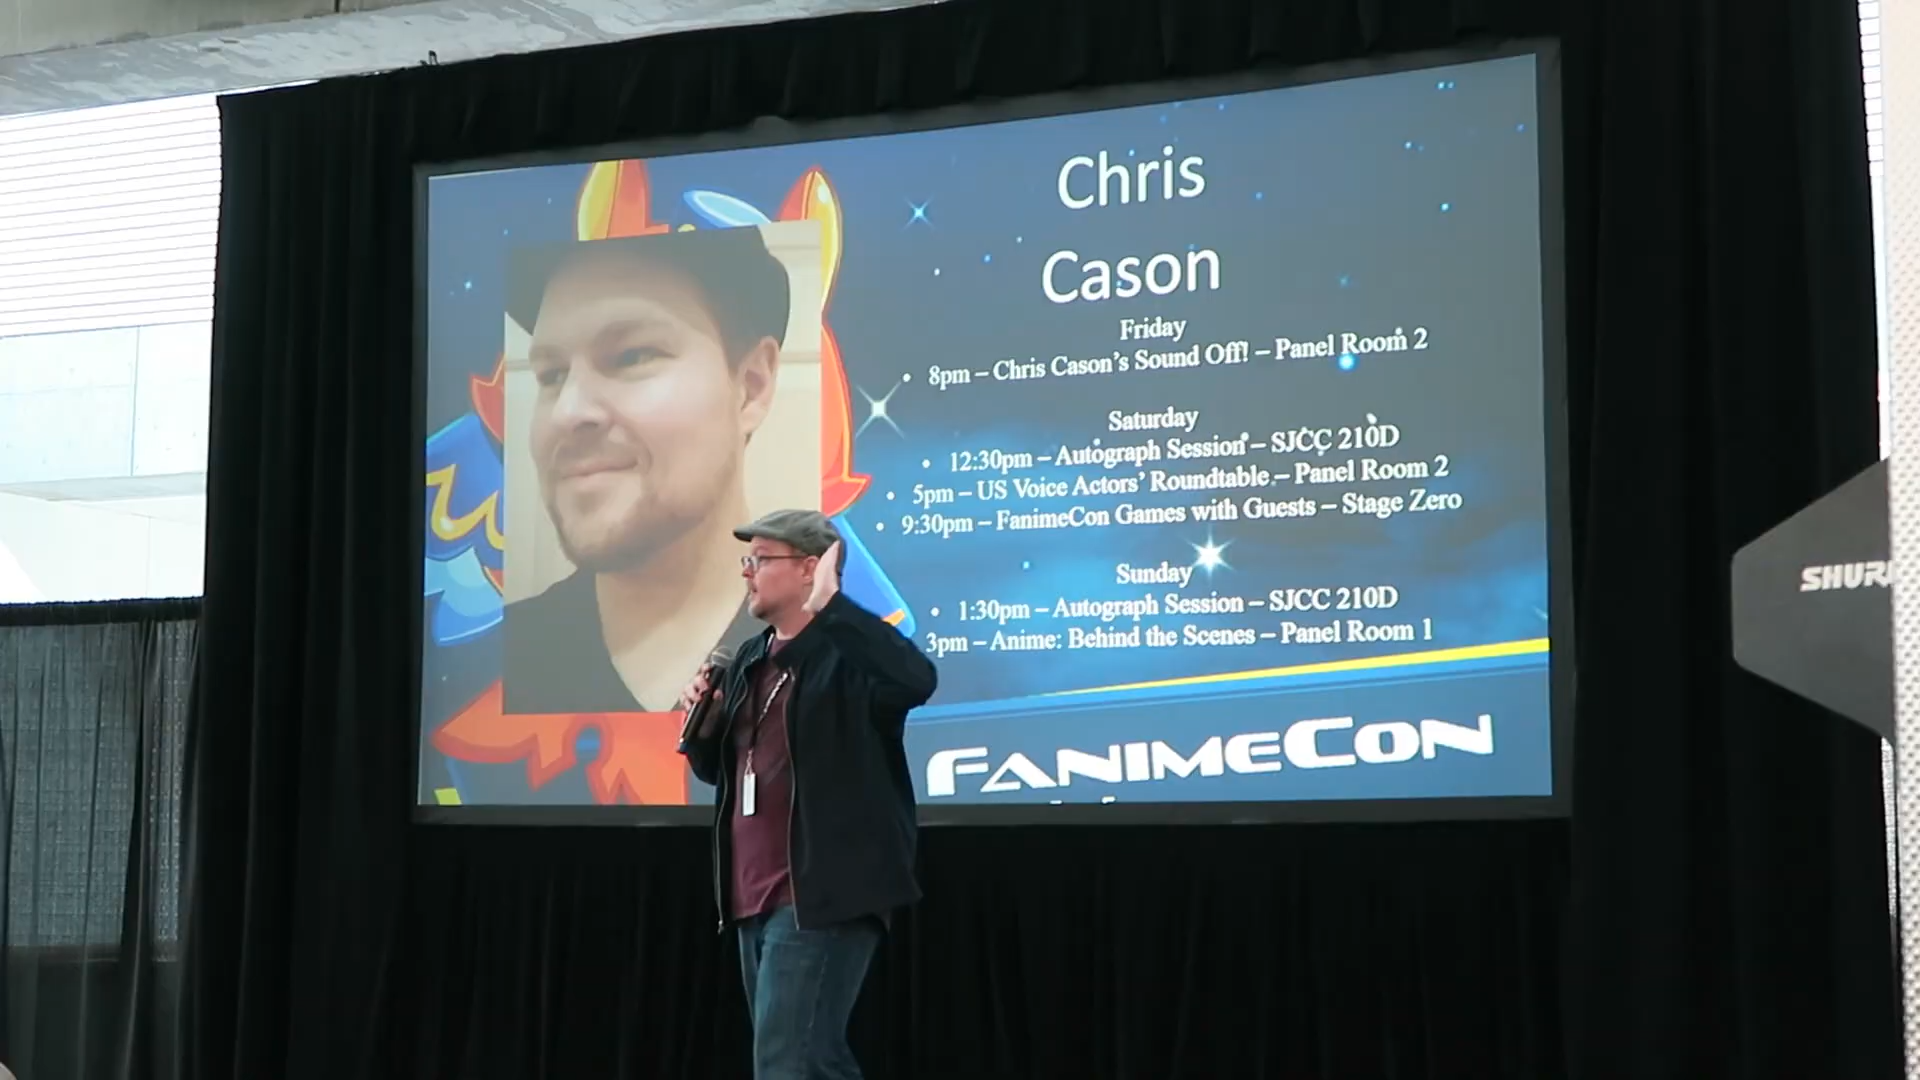 Chris
Cason
Friday
• 8pm – Chris Cason's Sound Off! – Panel Room 2
Saturday
• 12:30pm – Autograph Session – SJCC 210D
• 5pm – US Voice Actors' Roundtable – Panel Room 2
• 9:30pm – FanimeCon Games with Guests – Stage Zero
Sunday
• 1:30pm – Autograph Session – SJCC 210D
3pm – Anime: Behind the Scenes – Panel Room 1
FANIMECON
SHUR